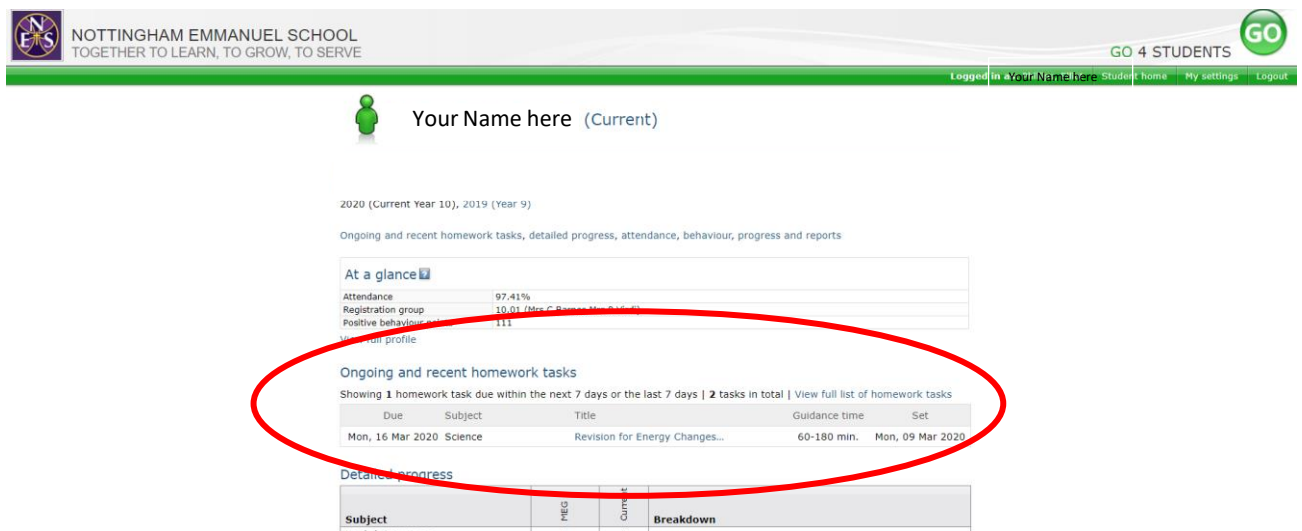 NES
NOTTINGHAM EMMANUEL SCHOOL
TOGETHER TO LEARN, TO GROW, TO SERVE
GO
GO 4 STUDENTS
Logged in a Your Name here Student home My settings Logout
Your Name here (Current)
2020 (Current Year 10), 2019 (Year 9)
Ongoing and recent homework tasks, detailed progress, attendance, behaviour, progress and reports
At a glance ?
Attendance 97.41%
Registration group 10.01 (Mrs C
Positive behaviour 111
View full profile
Ongoing and recent homework tasks
Showing 1 homework task due within the next 7 days or the last 7 days | 2 tasks in total | View full list of homework tasks
Due Subject Title Guidance time Set
Mon, 16 Mar 2020 Science Revision for Energy Changes... 60-180 min. Mon, 09 Mar 2020
Detailed progress
Subject MEG Current Breakdown